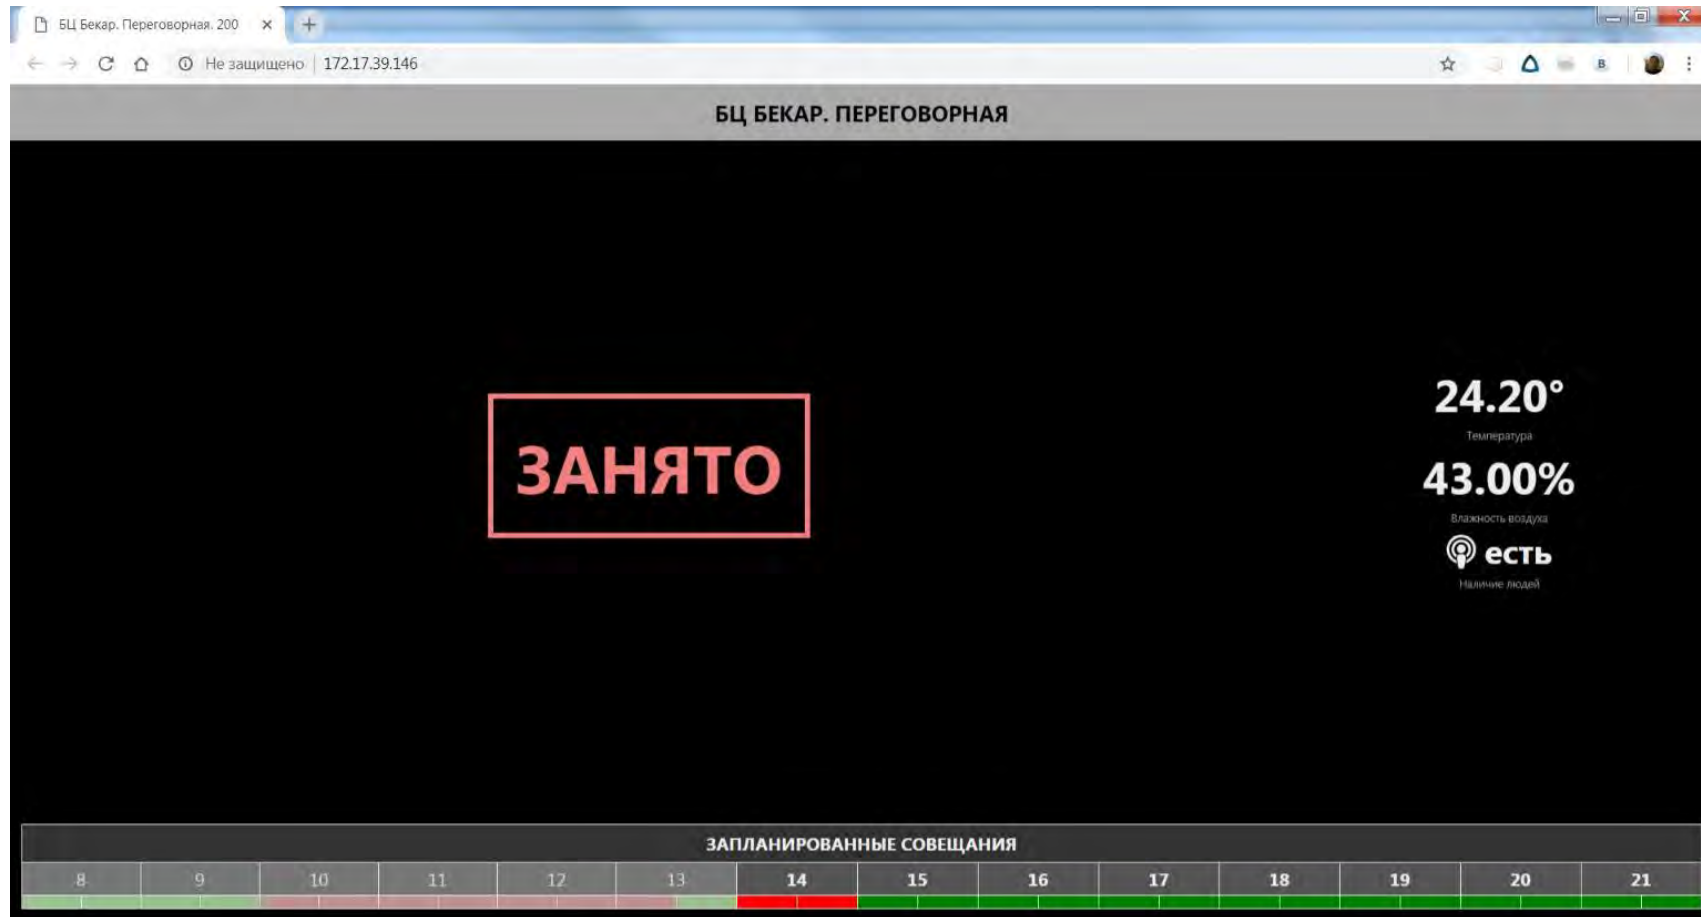 БЦ Бекар. Переговорная. 200
Не защищено 172.17.39.146
В
БЦ БЕКАР. ПЕРЕГОВОРНАЯ
ЗАНЯТО
24.20°
Температура
43.00%
Влажность воздуха
есть
Наличие людей
ЗАПЛАНИРОВАННЫЕ СОВЕЩАНИЯ
8 9 10 11 12 13 14 15 16 17 18 19 20 21